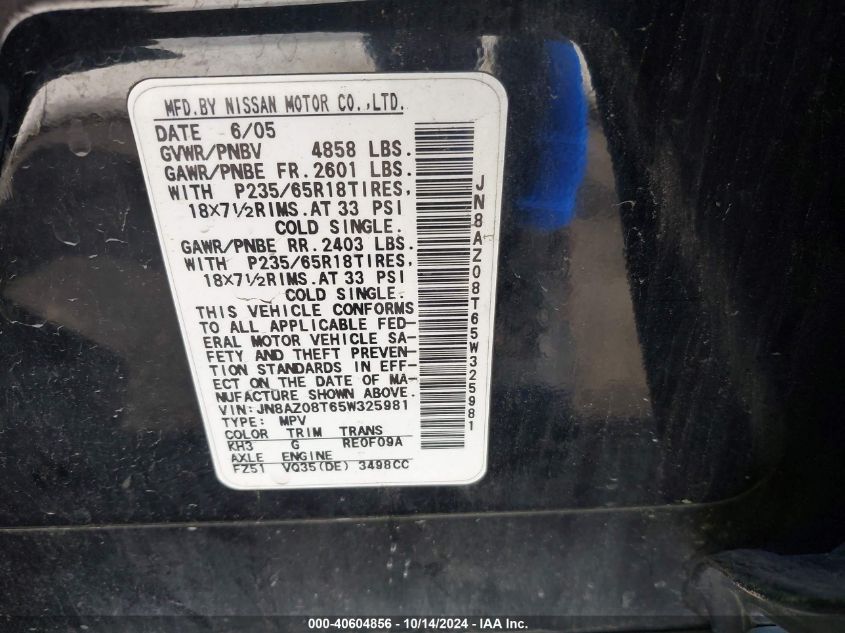 MFD.BY NISSAN MOTOR CO.,LTD.
DATE 6/05
GVWR/PNBV 4858 LBS.
GAWR/PNBE FR.2601 LBS.
WITH P235/65R18TIRES,
18X7½RIMS.AT 33 PSI
COLD SINGLE.
GAWR/PNBE RR.2403 LBS.
WITH P235/65R18TIRES,
18X7½RIMS.AT 33 PSI
COLD SINGLE.
THIS VEHICLE CONFORMS
TO ALL APPLICABLE FED-
ERAL MOTOR VEHICLE SA-
FETY AND THEFT PREVEN-
TION STANDARDS IN EFF-
ECT ON THE DATE OF MA-
NUFACTURE SHOWN ABOVE.
VIN:JN8AZ08T65W325981
TYPE: MPV
COLOR TRIM TRANS
KH3 G RE0F09A
AXLE ENGINE
FZ51 VQ35(DE) 3498CC
JN8AZ08T65W325981
000-40604856 - 10/14/2024 - IAA Inc.